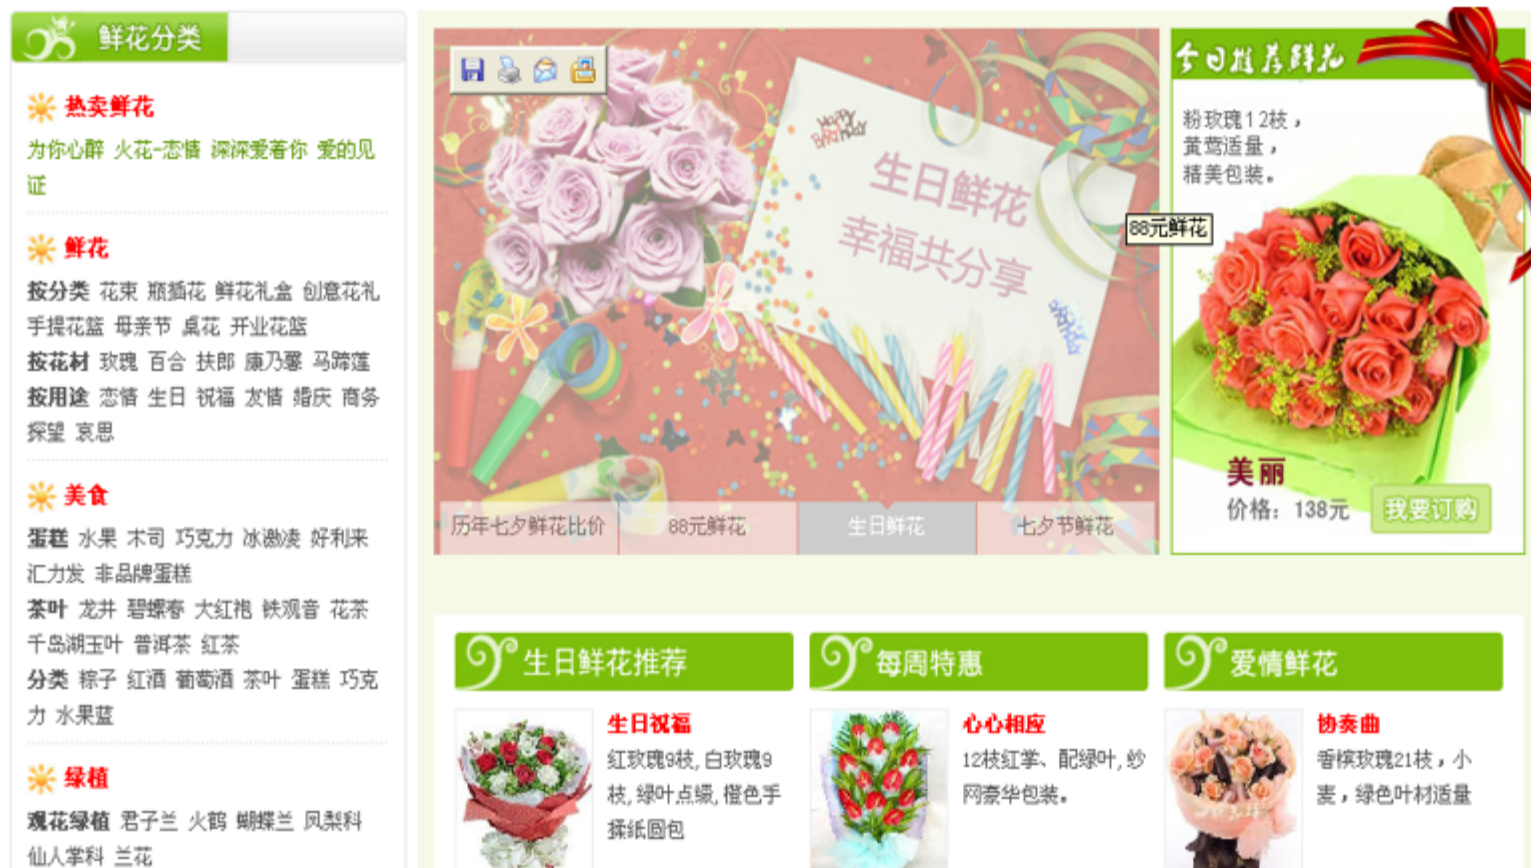 鲜花分类
热卖鲜花
为你心醉 火花-恋情 深深爱着你 爱的见
证
鲜花
按分类 花束 瓶插花 鲜花礼盒 创意花礼
手提花篮 母亲节 桌花 开业花篮
按花材 玫瑰 百合 扶郎 康乃馨 马蹄莲
按用途 恋情 生日 祝福 友情 婚庆 商务
探望 哀思
美食
蛋糕 水果 木司 巧克力 冰激凌 好利来
汇力发 非品牌蛋糕
茶叶 龙井 碧螺春 大红袍 铁观音 花茶
千岛湖玉叶 普洱茶 红茶
分类 粽子 红酒 葡萄酒 茶叶 蛋糕 巧克
力 水果蓝
绿植
观花绿植 君子兰 火鹤 蝴蝶兰 凤梨科
仙人掌科 兰花
HAPPY
BIRTHDAY
生日鲜花
幸福共分享
历年七夕鲜花比价
88元鲜花
生日鲜花
七夕节鲜花
今日推荐鲜花
粉玫瑰12枝，
黄莺适量，
精美包装。
88元鲜花
美丽
价格：138元
我要订购
生日鲜花推荐
生日祝福
红玫瑰9枝,白玫瑰9
枝,绿叶点缀,橙色手
揉纸圆包
每周特惠
心心相应
12枝红掌、配绿叶,纱
网豪华包装。
爱情鲜花
协奏曲
香槟玫瑰21枝，小
麦，绿色叶材适量